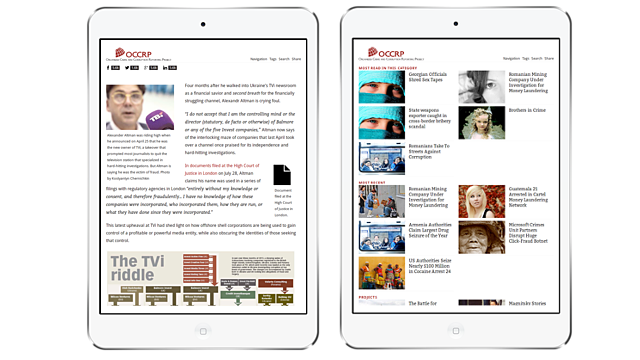 OCCRP
Navigation Tags Search Share
Four months after he walked into Ukraine's TVi newsroom
as a financial savior and second breath for the financially
struggling channel, Alexander Altman is crying foul.
"I do not accept that I am the controlling mind or the
director (statutory, de facto or otherwise) of Balmore
or any of the five Invest companies." Altman now says
of the interlocking maze of companies that last April took
over a channel once praised for its independence and
hard-hitting investigations.
TVi
Alexander Altman was riding high when
he announced on April 23 that he was
the new owner of TVi, a takeover that
prompted most journalists to quit the
television station that specialized in
hard-hitting investigations. But Altman is
saying he was the victim of fraud. Photo
by Kostyantyn Chernichkin
In documents filed at the High Court of
Justice in London on July 28, Altman
claims his name was used in a series of
filings with regulatory agencies in London "entirely without my knowledge or
consent, and therefore fraudulently... I have no knowledge of how these
companies were incorporated, who incorporated them, how they are run, or
what they have done since they were incorporated."
Document
filed at the
High Court
of Justice in
London.
This latest upheaval at TVi had shed light on how offshore shell corporations are being used to gain
control of a profitable or powerful media entity, while also obscuring the identities of those seeking
that control.
The TVi
riddle
OCCRP
Navigation Tags Search Share
MOST READ IN THIS CATEGORY
Georgian Officials
Shred Sex Tapes
Romanian Mining
Company Under
Investigation for
Money Laundering
State weapons
exporter caught in
cross-border bribery
scandal
Brothers in Crime
Romanians Take To
Streets Against
Corruption
MOST RECENT
Romanian Mining
Company Under
Investigation for
Money Laundering
Guatemala: 21
Arrested in Cartel
Money Laundering
Network
Armenia Authorities
Claim Largest Drug
Seizure of the Year
Microsoft Crimes
Unit Partners
Disrupt Huge
Click-Fraud Botnet
US Authorities Seize
Nearly $100 Million
in Cocaine Arrest 24
PROJECTS
The Battle for
Stories